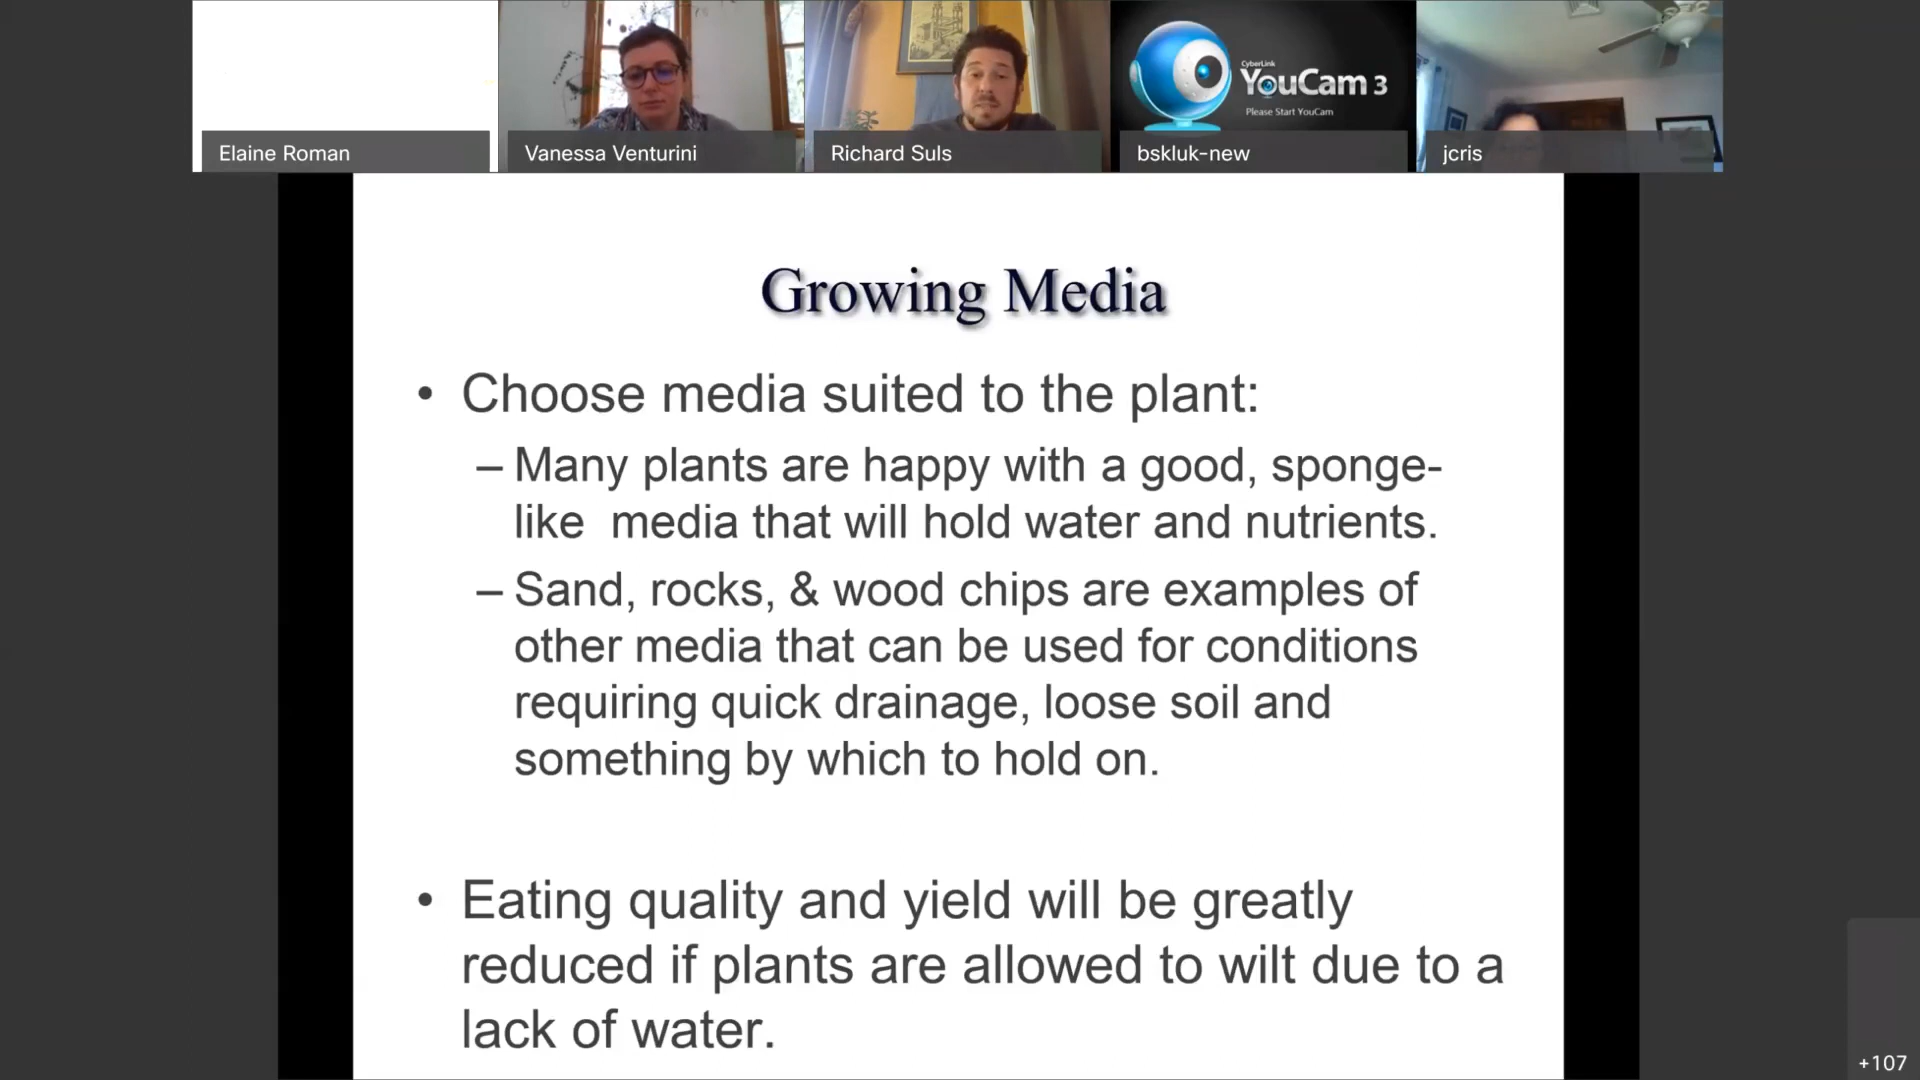 Elaine Roman
Vanessa Venturini
Richard Suls
CyberLink
YouCam 3
Please Start YouCam
bskluk-new
jcris
Growing Media
• Choose media suited to the plant:
– Many plants are happy with a good, sponge-
like  media that will hold water and nutrients.
– Sand, rocks, & wood chips are examples of
other media that can be used for conditions
requiring quick drainage, loose soil and
something by which to hold on.
• Eating quality and yield will be greatly
reduced if plants are allowed to wilt due to a
lack of water.
+107